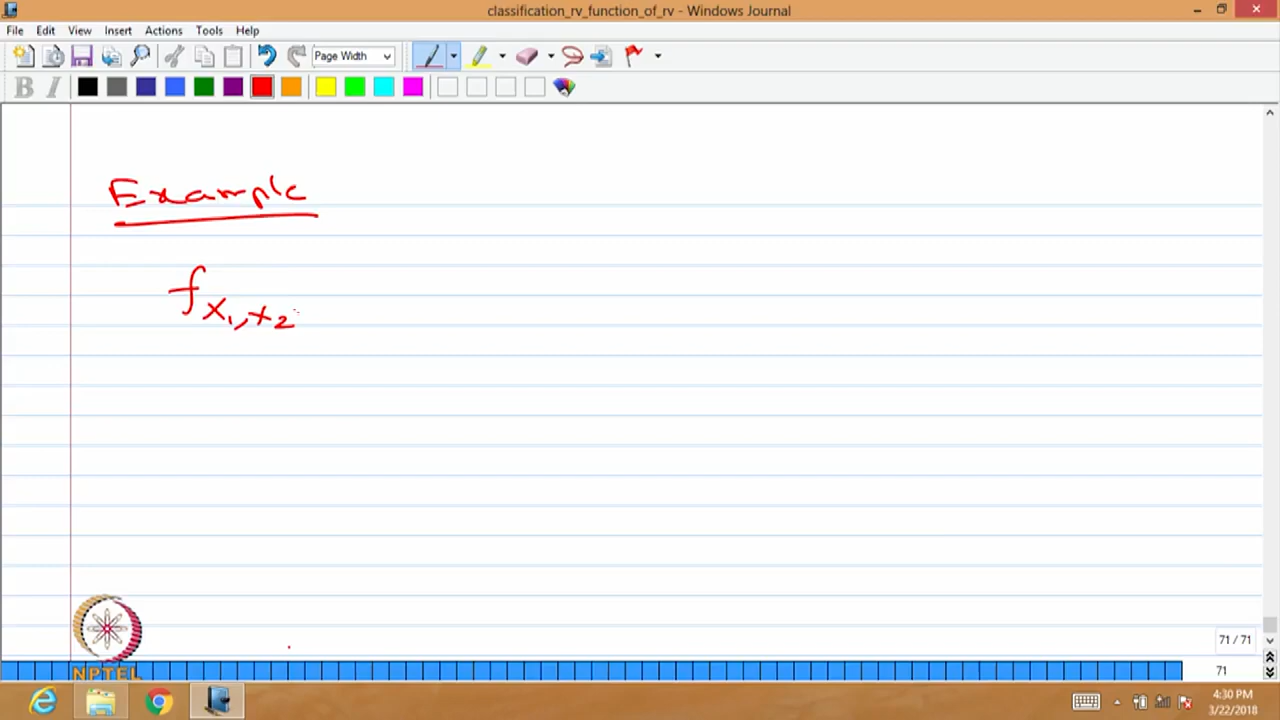 classification_rv_function_of_rv - Windows Journal
File Edit View Insert Actions Tools Help
Page Width
B I
Example
f X₁,X₂
71 / 71
NPTEL
71
4:30 PM
3/22/2018